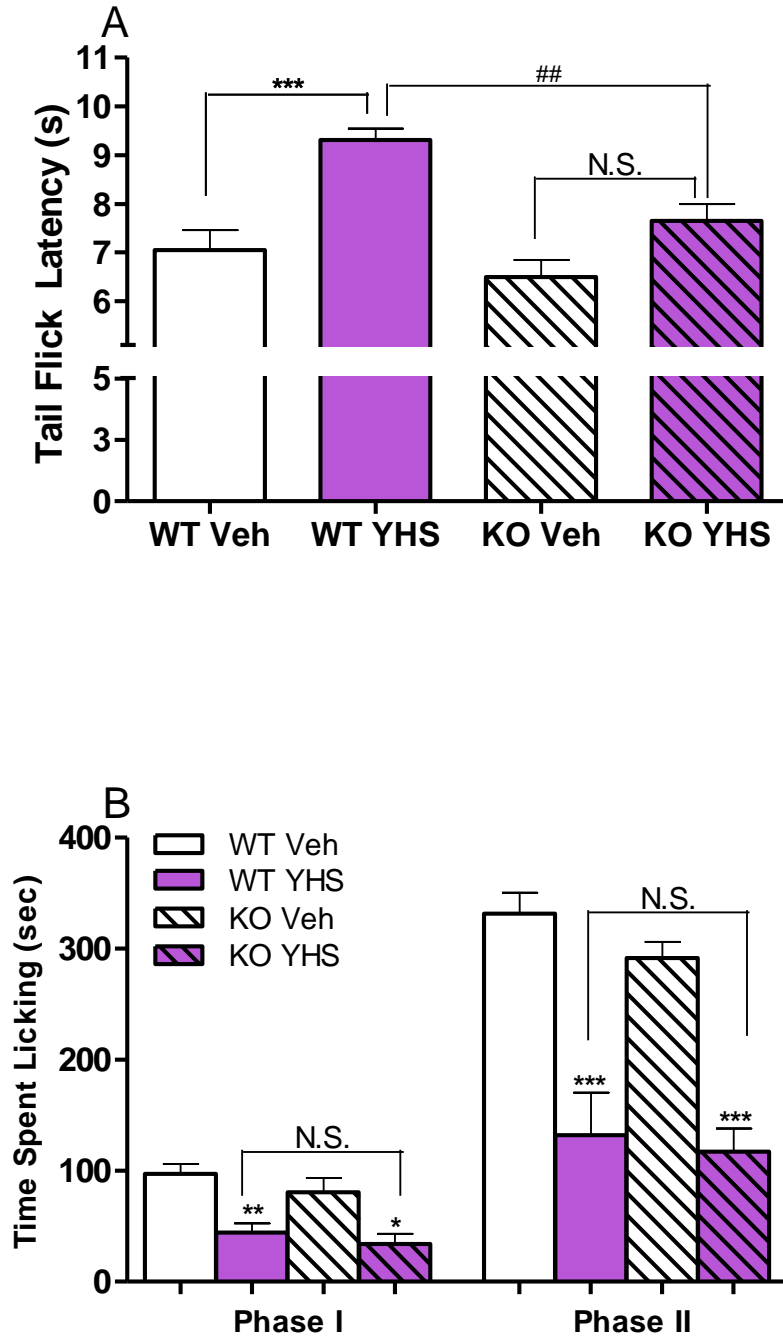 A
Tail Flick Latency (s)
11
10
9
8
7
6
5
3
0
***
##
N.S.
WT Veh WT YHS KO Veh KO YHS
B
Time Spent Licking (sec)
400
300
200
100
0
WT Veh
WT YHS
KO Veh
KO YHS
N.S.
**
*
N.S.
***
***
Phase I Phase II